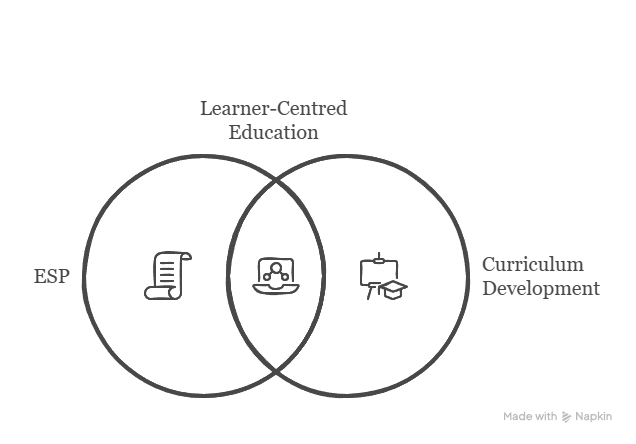 Learner-Centred
Education
ESP
Curriculum
Development
Made with Napkin